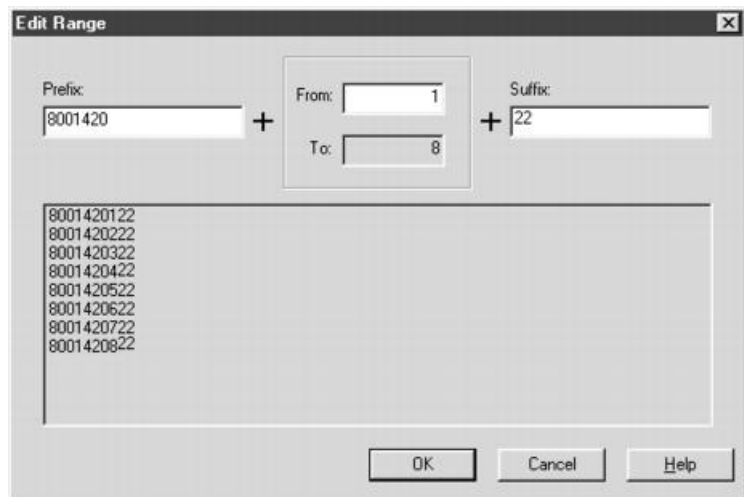 Edit Range
Prefix:
8001420
+
From: 1
To: 8
+
Suffix:
22
8001420122
8001420222
8001420322
8001420422
8001420522
8001420622
8001420722
8001420822
OK Cancel Help